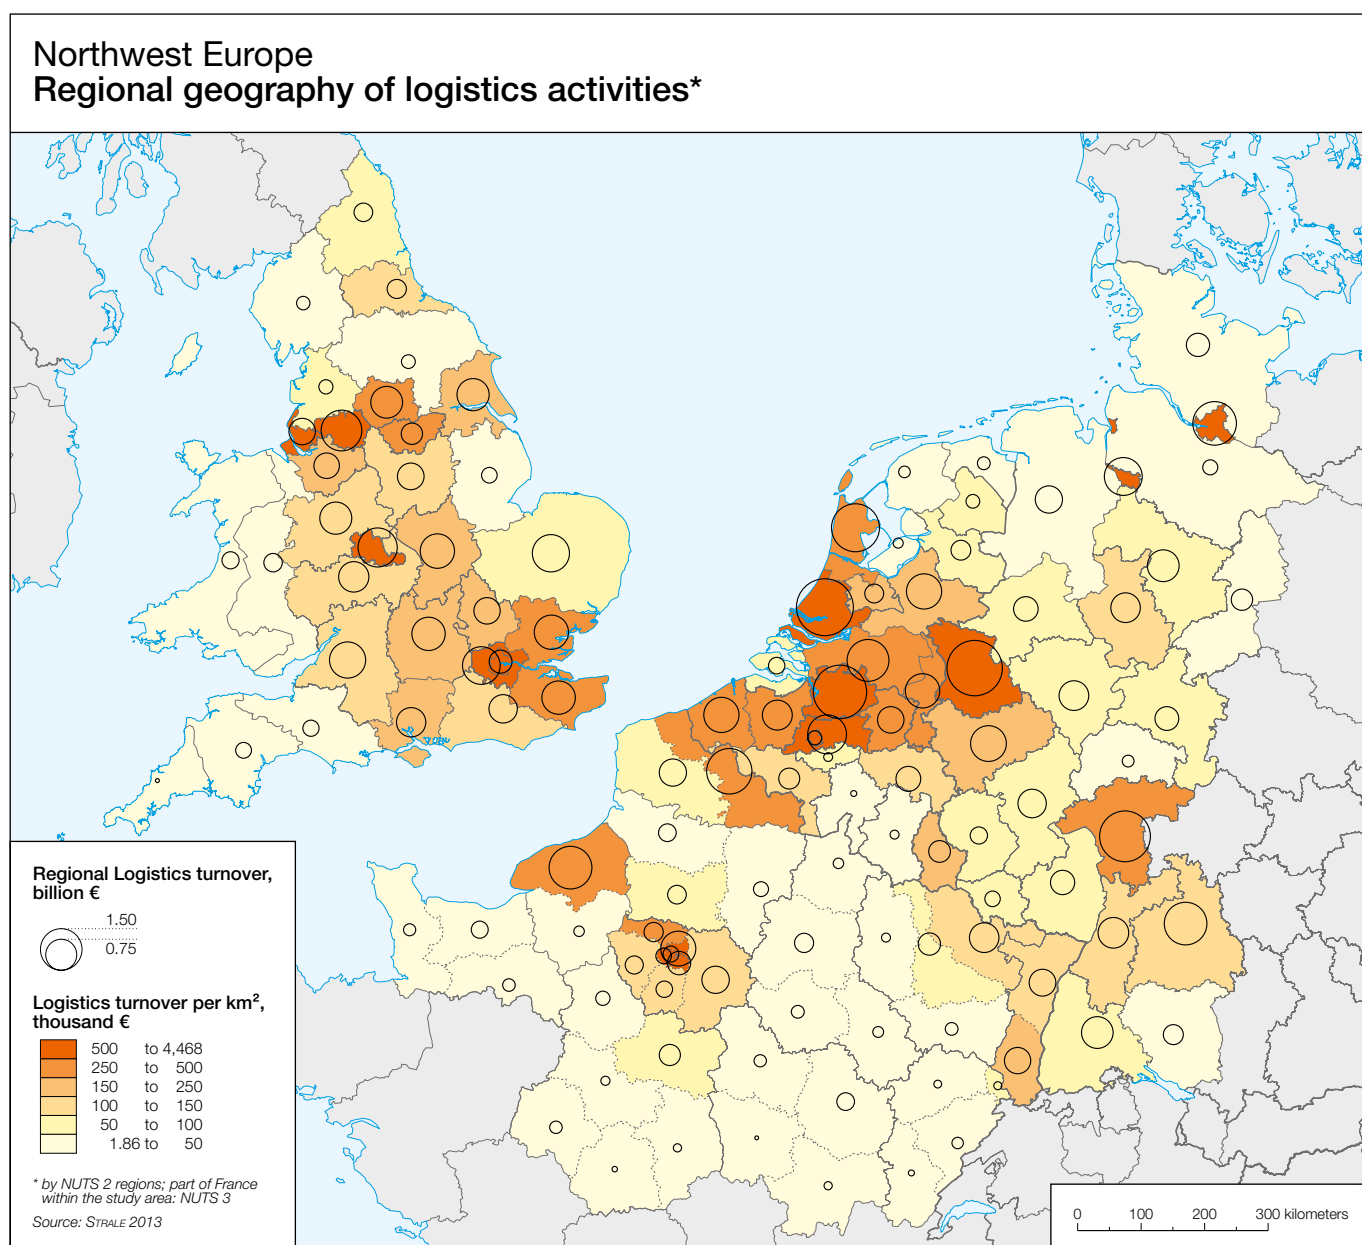 Northwest Europe
Regional geography of logistics activities*
Regional Logistics turnover,
billion €
1.50
0.75
Logistics turnover per km²,
thousand €
500 to 4,468
250 to 500
150 to 250
100 to 150
50 to 100
1.86 to 50
* by NUTS 2 regions; part of France
within the study area: NUTS 3
Source: STRALE 2013
0 100 200 300 kilometers